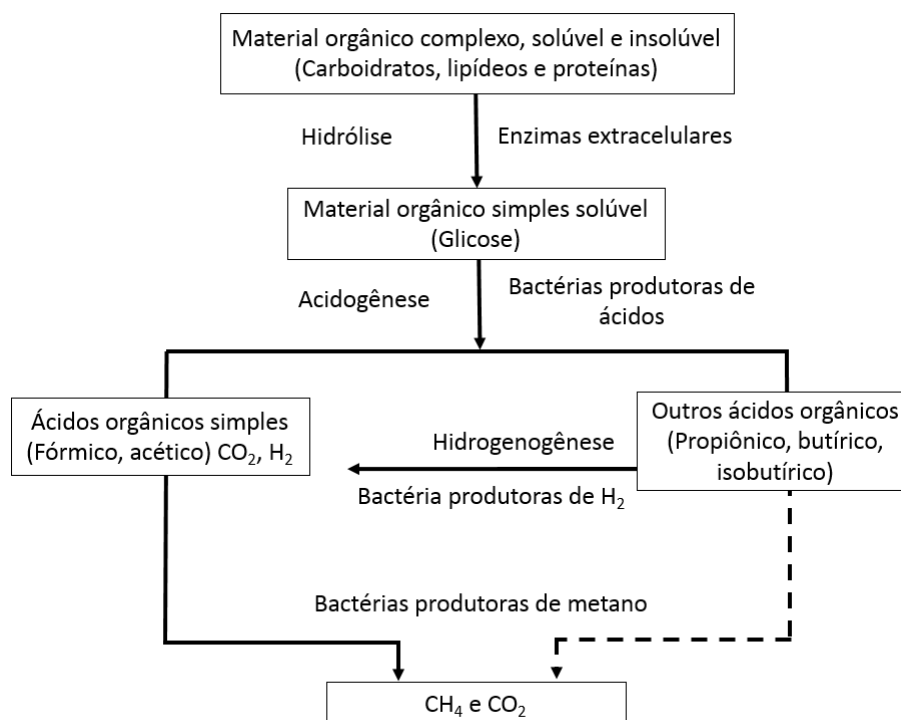 Material orgânico complexo, solúvel e insolúvel
(Carboidratos, lipídeos e proteínas)
Hidrólise
Enzimas extracelulares
Material orgânico simples solúvel
(Glicose)
Acidogênese
Bactérias produtoras de
ácidos
Ácidos orgânicos simples
(Fórmico, acético) CO₂, H₂
Hidrogenogênese
Bactéria produtoras de H₂
Outros ácidos orgânicos
(Propiônico, butírico,
isobutírico)
Bactérias produtoras de metano
CH₄ e CO₂